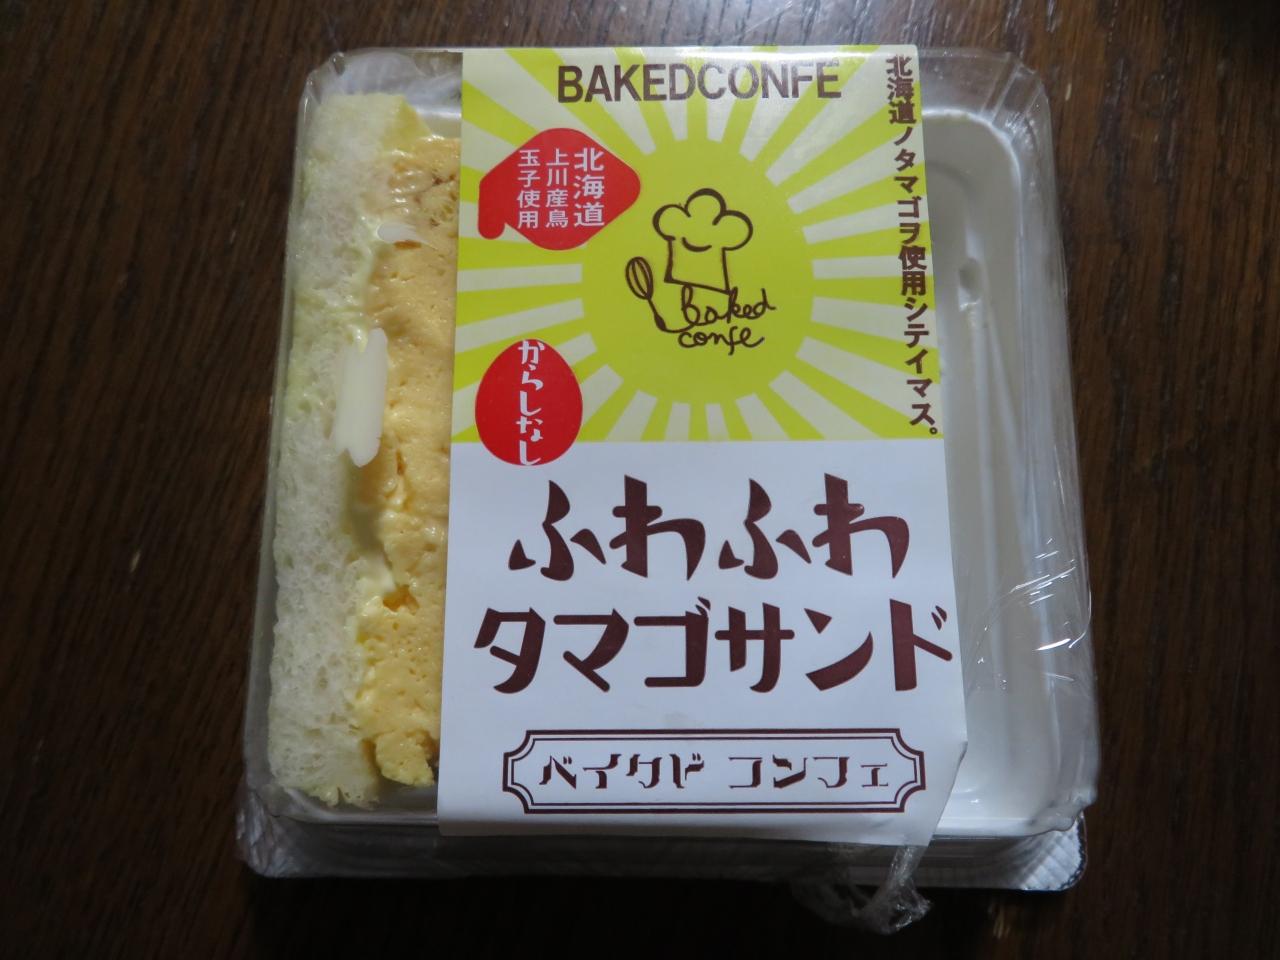 BAKEDCONFE
北海道ノタマゴヲ使用シテイマス。
北海道
上川産鳥
玉子使用
baked
confe
からしなし
ふわふわ
タマゴサンド
ベイクド コンフェ